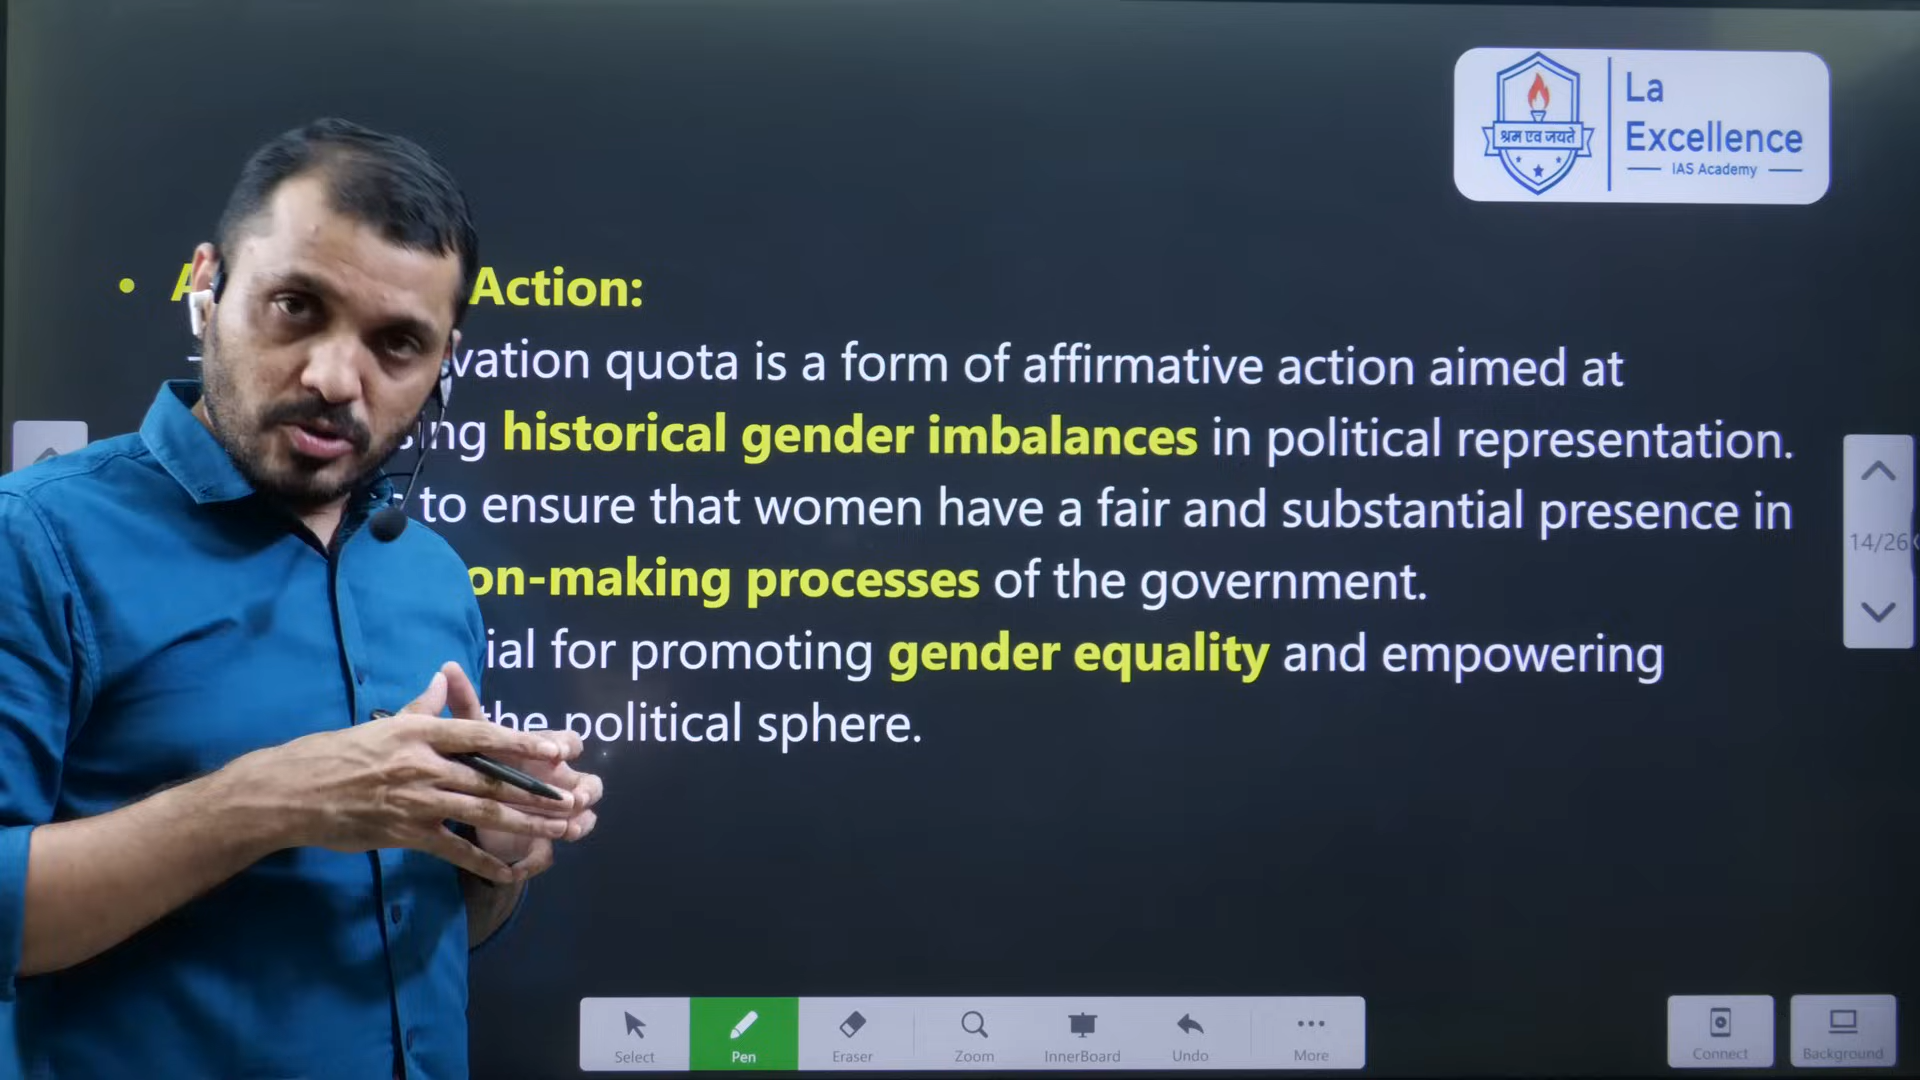 La
Excellence
IAS Academy
श्रम एव जयते
• Action:
quota is a form of affirmative action aimed at
historical gender imbalances in political representation.
to ensure that women have a fair and substantial presence in
on-making processes of the government.
for promoting gender equality and empowering
the political sphere.
14/26
Select
Pen
Eraser
Zoom
InnerBoard
Undo
More
Connect
Background